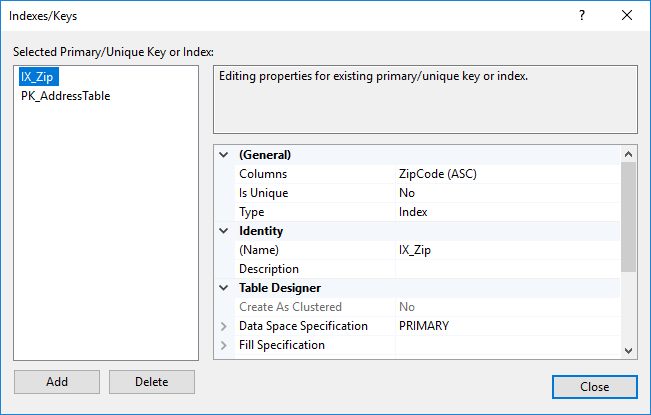 Indexes/Keys
?
Selected Primary/Unique Key or Index:
IX_Zip
PK_AddressTable
Editing properties for existing primary/unique key or index.
(General)
Columns ZipCode (ASC)
Is Unique No
Type Index
Identity
(Name) IX_Zip
Description
Table Designer
Create As Clustered No
Data Space Specification PRIMARY
Fill Specification
Add Delete
Close